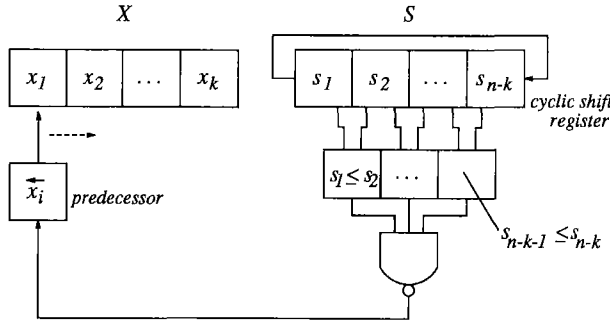 X S
x1 x2 ... xk s1 s2 ... sn-k
cyclic shift
register
xi predecessor
s1 ≤ s2 ...
sn-k-1 ≤ sn-k